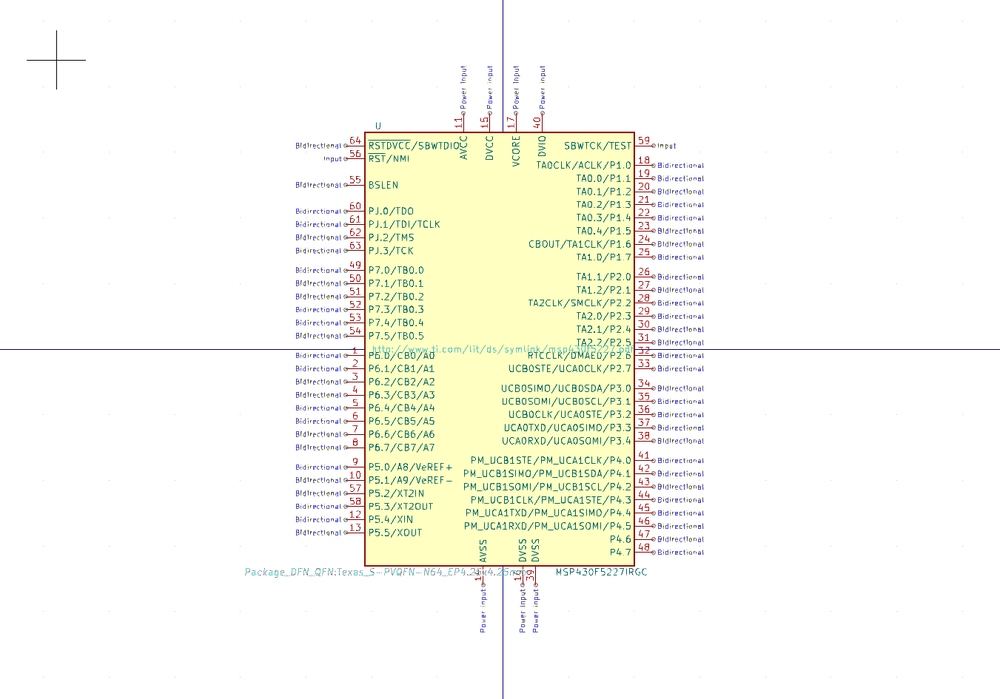 Power Input Power Input Power Input Power Input
11 15 17 40
U
AVCC DVCC VCORE DVIO
Bidirectional 64 RSTDVCC/SBWTDIO SBWTCK/TEST 59 Input
Input 56 RST/NMI
TA0CLK/ACLK/P1.0 18 Bidirectional
TA0.0/P1.1 19 Bidirectional
Bidirectional 55 BSLEN
TA0.1/P1.2 20 Bidirectional
TA0.2/P1.3 21 Bidirectional
Bidirectional 60 PJ.0/TDO
TA0.3/P1.4 22 Bidirectional
Bidirectional 61 PJ.1/TDI/TCLK
TA0.4/P1.5 23 Bidirectional
Bidirectional 62 PJ.2/TMS
CBOUT/TA1CLK/P1.6 24 Bidirectional
Bidirectional 63 PJ.3/TCK
TA1.0/P1.7 25 Bidirectional
Bidirectional 49 P7.0/TB0.0
TA1.1/P2.0 26 Bidirectional
Bidirectional 50 P7.1/TB0.1
TA1.2/P2.1 27 Bidirectional
Bidirectional 51 P7.2/TB0.2
TA2CLK/SMCLK/P2.2 28 Bidirectional
Bidirectional 52 P7.3/TB0.3
TA2.0/P2.3 29 Bidirectional
Bidirectional 53 P7.4/TB0.4
TA2.1/P2.4 30 Bidirectional
Bidirectional 54 P7.5/TB0.5
TA2.2/P2.5 31 Bidirectional
http://www.ti.com/lit/ds/symlink/msp430f5227.pdf
Bidirectional 1 P6.0/CB0/A0 RTCCLK/DMAE0/P2.6 32 Bidirectional
Bidirectional 2 P6.1/CB1/A1 UCB0STE/UCA0CLK/P2.7 33 Bidirectional
Bidirectional 3 P6.2/CB2/A2
UCB0SIMO/UCB0SDA/P3.0 34 Bidirectional
Bidirectional 4 P6.3/CB3/A3
UCB0SOMI/UCB0SCL/P3.1 35 Bidirectional
Bidirectional 5 P6.4/CB4/A4
UCB0CLK/UCA0STE/P3.2 36 Bidirectional
Bidirectional 6 P6.5/CB5/A5
UCA0TXD/UCA0SIMO/P3.3 37 Bidirectional
Bidirectional 7 P6.6/CB6/A6
UCA0RXD/UCA0SOMI/P3.4 38 Bidirectional
Bidirectional 8 P6.7/CB7/A7
PM_UCB1STE/PM_UCA1CLK/P4.0 41 Bidirectional
Bidirectional 9 P5.0/A8/VeREF+
PM_UCB1SIMO/PM_UCB1SDA/P4.1 42 Bidirectional
Bidirectional 10 P5.1/A9/VeREF-
PM_UCB1SOMI/PM_UCB1SCL/P4.2 43 Bidirectional
Bidirectional 57 P5.2/XT2IN
PM_UCB1CLK/PM_UCA1STE/P4.3 44 Bidirectional
Bidirectional 58 P5.3/XT2OUT
PM_UCA1TXD/PM_UCA1SIMO/P4.4 45 Bidirectional
Bidirectional 12 P5.4/XIN
PM_UCA1RXD/PM_UCA1SOMI/P4.5 46 Bidirectional
Bidirectional 13 P5.5/XOUT
P4.6 47 Bidirectional
P4.7 48 Bidirectional
AVSS DVSS DVSS
Package_DFN_QFN:Texas_S-PVQFN-N64_EP4.25x4.25mm MSP430F5227IRGC
14 16 39
Power Input Power Input Power Input